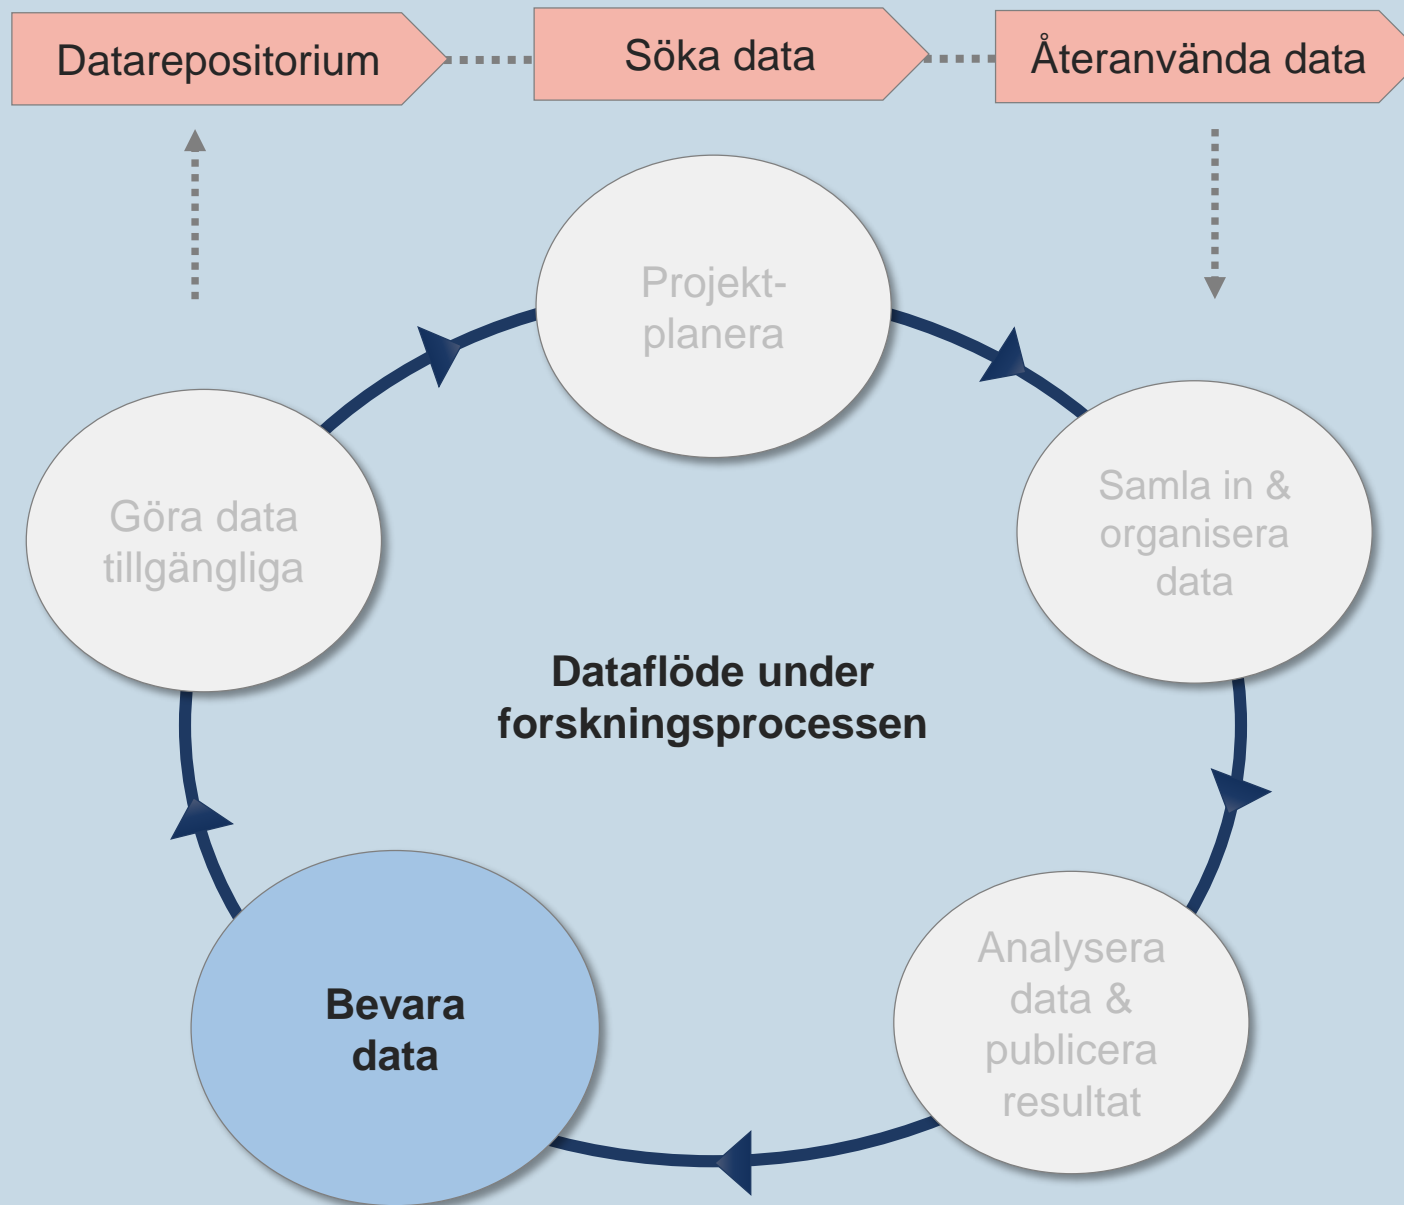 Datarepositorium
Söka data
Återanvända data
Projekt-
planera
Göra data
tillgängliga
Samla in &
organisera
data
Dataflöde under
forskningsprocessen
Bevara
data
Analysera
data &
publicera
resultat